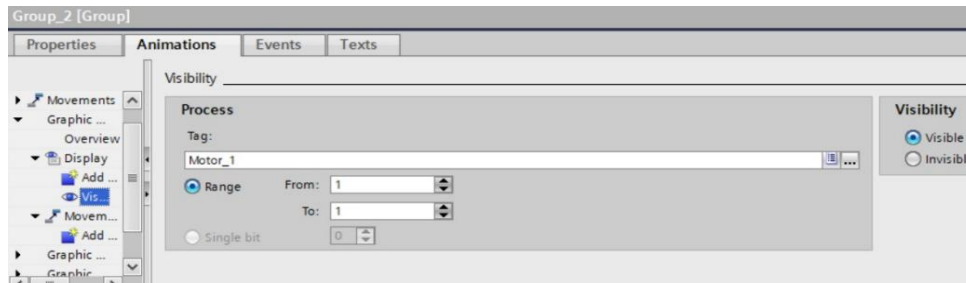 Group_2 [Group]
Properties Animations Events Texts
Visibility
Movements
Graphic ...
Overview
Display
Add ...
Vis...
Movem...
Add ...
Graphic ...
Graphic ...
Process
Tag:
Motor_1
...
Range From: 1
To: 1
Single bit 0
Visibility
Visible
Invisibl